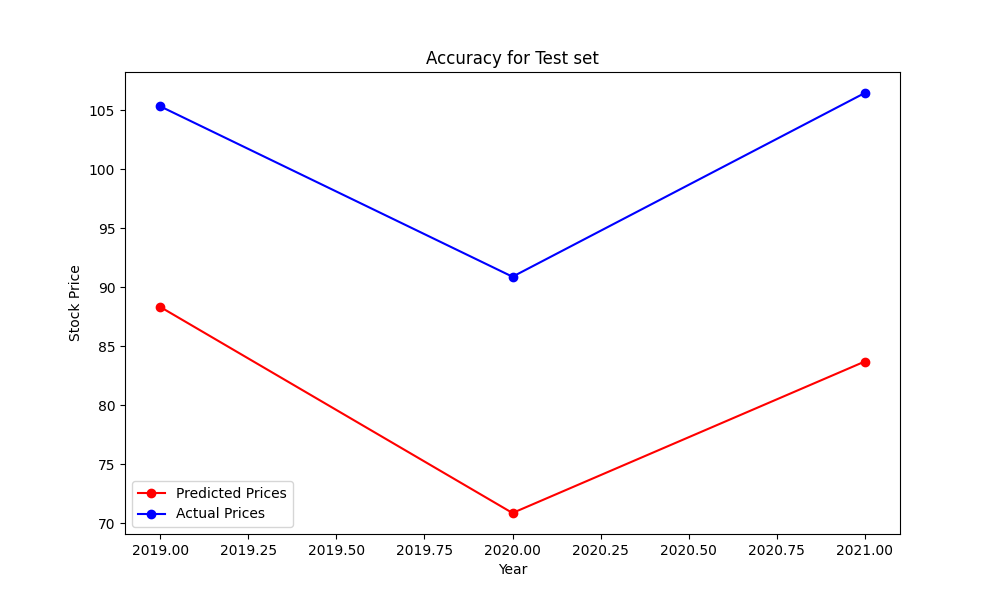 Accuracy for Test set
Stock Price
105
100
95
90
85
80
75
70
Predicted Prices
Actual Prices
2019.00 2019.25 2019.50 2019.75 2020.00 2020.25 2020.50 2020.75 2021.00
Year